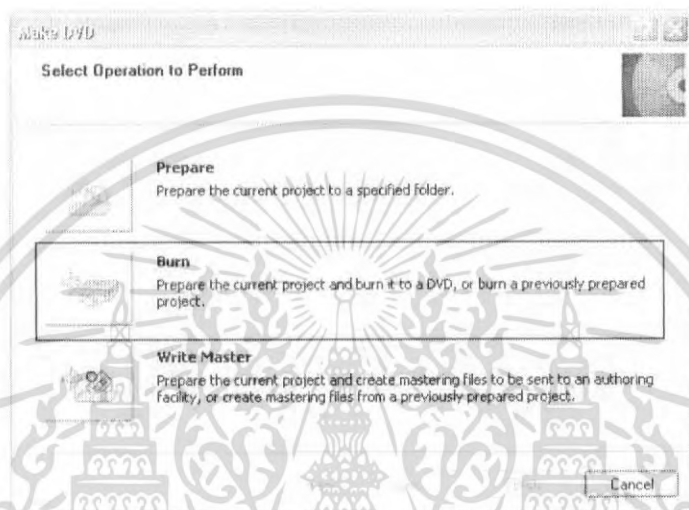 Make DVD
Select Operation to Perform
Prepare
Prepare the current project to a specified folder.
Burn
Prepare the current project and burn it to a DVD, or burn a previously prepared
project.
Write Master
Prepare the current project and create mastering files to be sent to an authoring
facility, or create mastering files from a previously prepared project.
Cancel